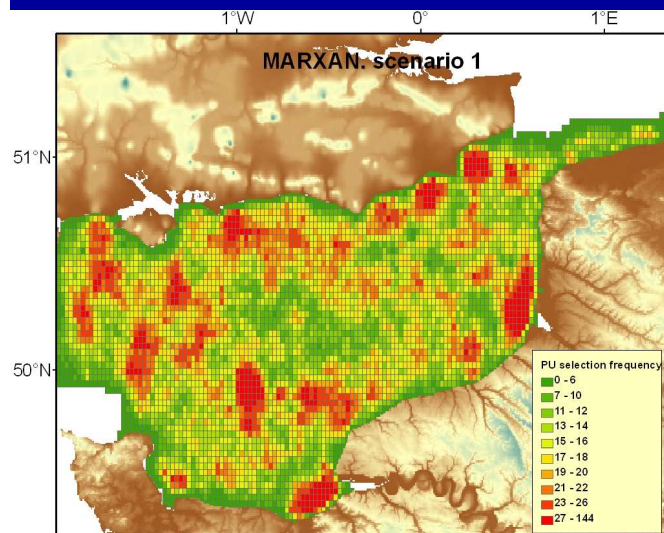 1°W 0° 1°E
MARXAN. scenario 1
51°N
50°N
PU selection frequency
0 - 6
7 - 10
11 - 12
13 - 14
15 - 16
17 - 18
19 - 20
21 - 22
23 - 26
27 - 144